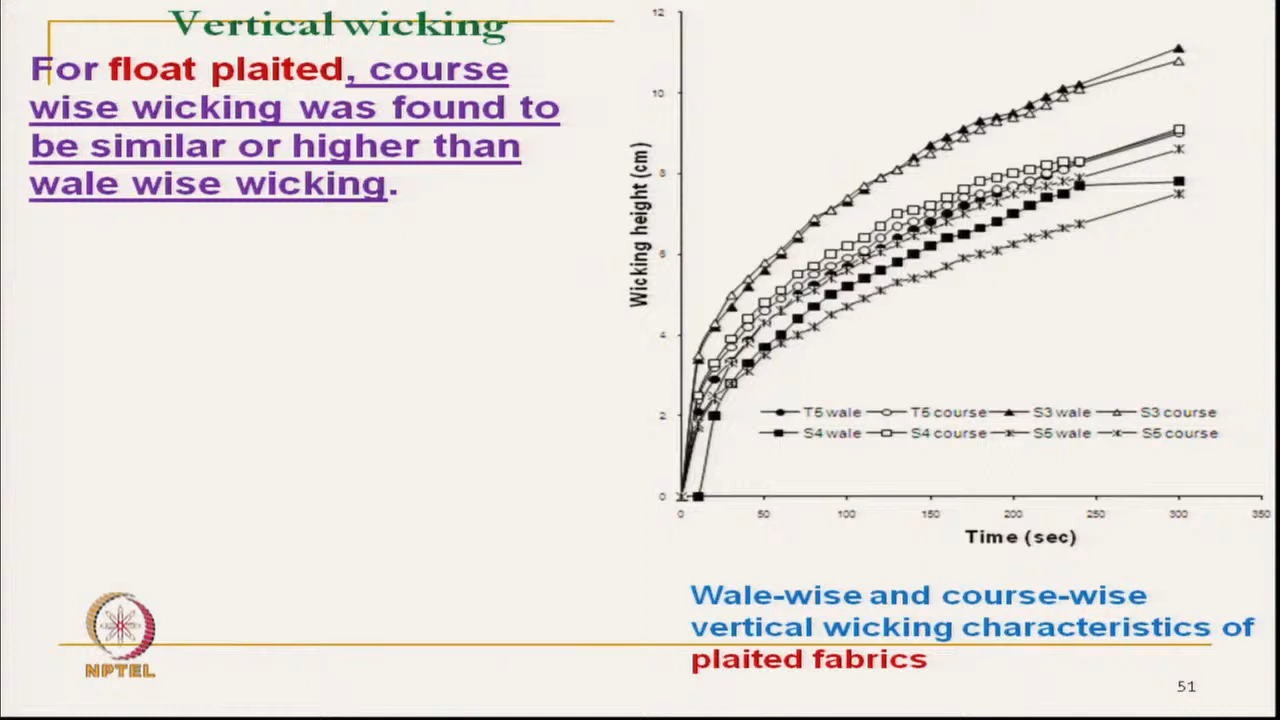 Vertical wicking
For float plaited, course
wise wicking was found to
be similar or higher than
wale wise wicking.
12
10
8
6
4
2
0
Wicking height (cm)
0 50 100 150 200 250 300 350
Time (sec)
T5 wale T5 course S3 wale S3 course
S4 wale S4 course S5 wale S5 course
Wale-wise and course-wise
vertical wicking characteristics of
plaited fabrics
NPTEL
51